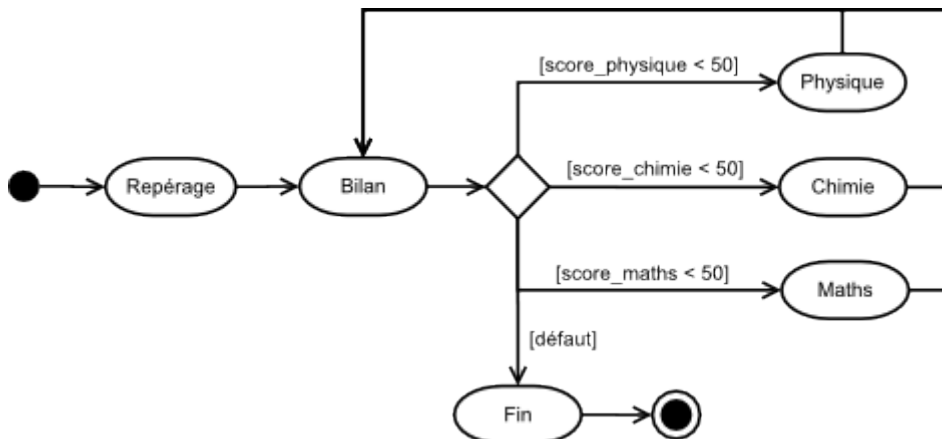 [score_physique < 50]
Physique
Repérage
Bilan
[score_chimie < 50]
Chimie
[score_maths < 50]
Maths
[défaut]
Fin